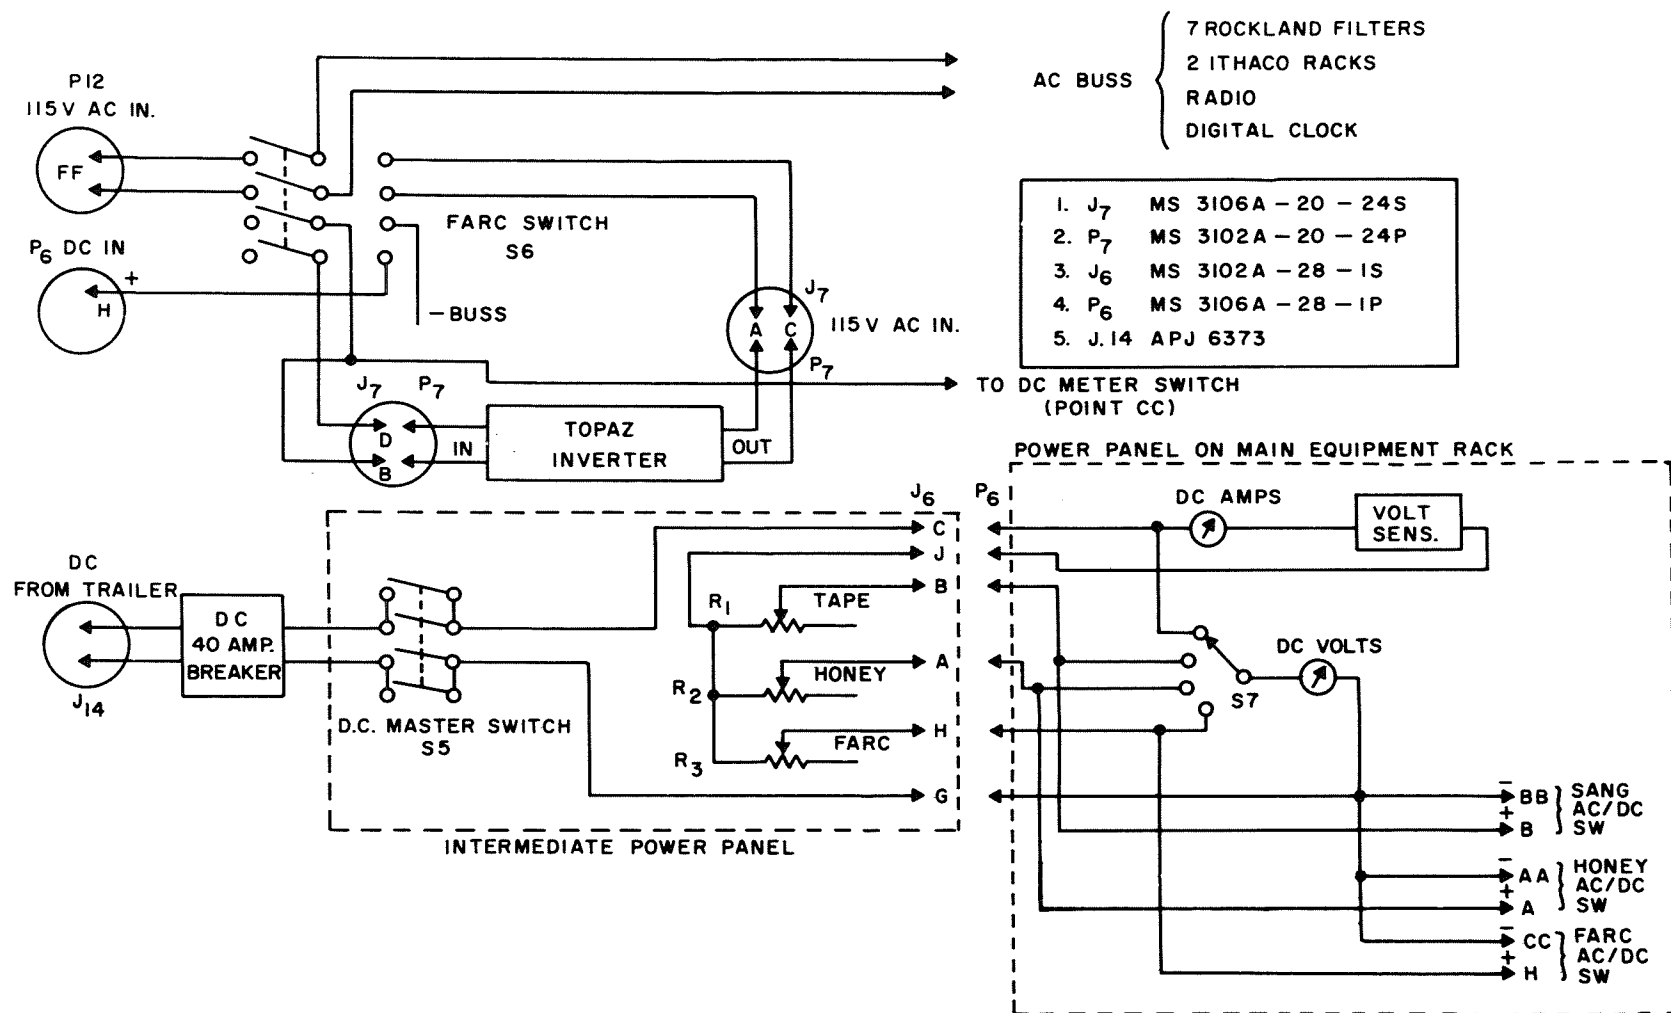 P12
115V AC IN.
FF
P6 DC IN
+
H
FARC SWITCH
S6
-BUSS
AC BUSS
7 ROCKLAND FILTERS
2 ITHACO RACKS
RADIO
DIGITAL CLOCK
1. J7 MS 3106A - 20 - 24S
2. P7 MS 3102A - 20 - 24P
3. J6 MS 3102A - 28 - 1S
4. P6 MS 3106A - 28 - 1P
5. J.14 APJ 6373
J7
A C
115V AC IN.
P7
TO DC METER SWITCH
(POINT CC)
J7 P7
D
B
IN
TOPAZ
INVERTER
OUT
DC
FROM TRAILER
J14
DC
40 AMP.
BREAKER
D.C. MASTER SWITCH
S5
R1
TAPE
R2
HONEY
R3
FARC
J6 P6
C
J
B
A
H
G
INTERMEDIATE POWER PANEL
POWER PANEL ON MAIN EQUIPMENT RACK
DC AMPS
VOLT
SENS.
DC VOLTS
S7
- BB
+ B
SANG
AC/DC
SW
- AA
+ A
HONEY
AC/DC
SW
- CC
+ H
FARC
AC/DC
SW